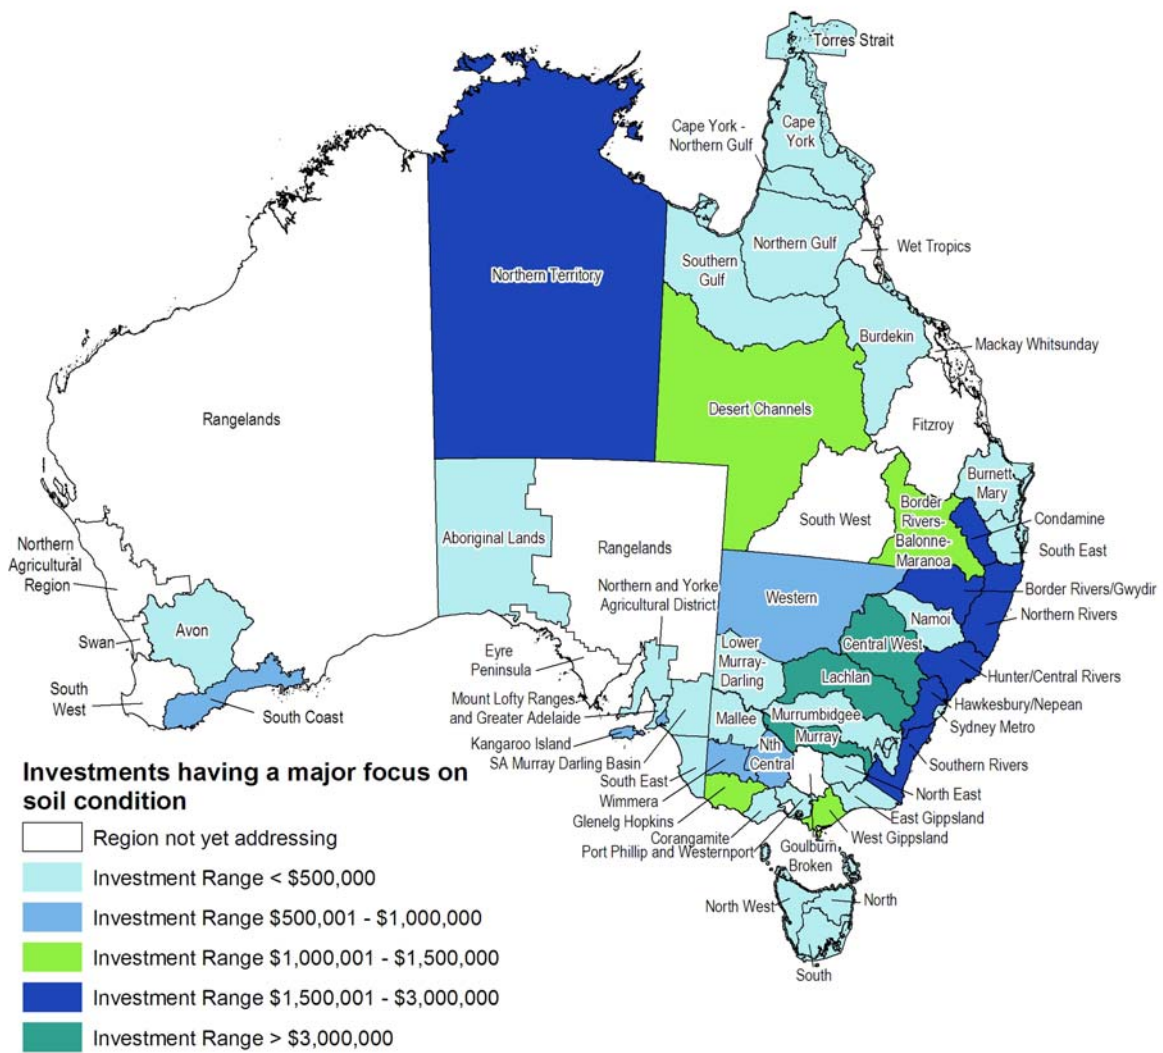 Torres Strait
Cape York -
Northern Gulf
Cape
York
Northern Gulf
Wet Tropics
Southern
Gulf
Northern Territory
Burdekin
Mackay Whitsunday
Desert Channels
Rangelands
Fitzroy
Burnett
Mary
South West
Border
Rivers-
Balonne-
Maranoa
Condamine
South East
Aboriginal Lands
Rangelands
Northern
Agricultural
Region
Northern and Yorke
Agricultural District
Western
Border Rivers/Gwydir
Northern Rivers
Namoi
Swan
Avon
Central West
Lower
Murray-
Darling
Eyre
Peninsula
Lachlan
Hunter/Central Rivers
South
West
South Coast
Mount Lofty Ranges
and Greater Adelaide
Hawkesbury/Nepean
Sydney Metro
Mallee
Murrumbidgee
Murray
Kangaroo Island
SA Murray Darling Basin
Nth
Central
ACT
Southern Rivers
South East
Wimmera
North East
East Gippsland
Glenelg Hopkins
Corangamite
Port Phillip and Westernport
West Gippsland
Goulburn
Broken
North West
North
South
Investments having a major focus on
soil condition
Region not yet addressing
Investment Range < $500,000
Investment Range $500,001 - $1,000,000
Investment Range $1,000,001 - $1,500,000
Investment Range $1,500,001 - $3,000,000
Investment Range > $3,000,000